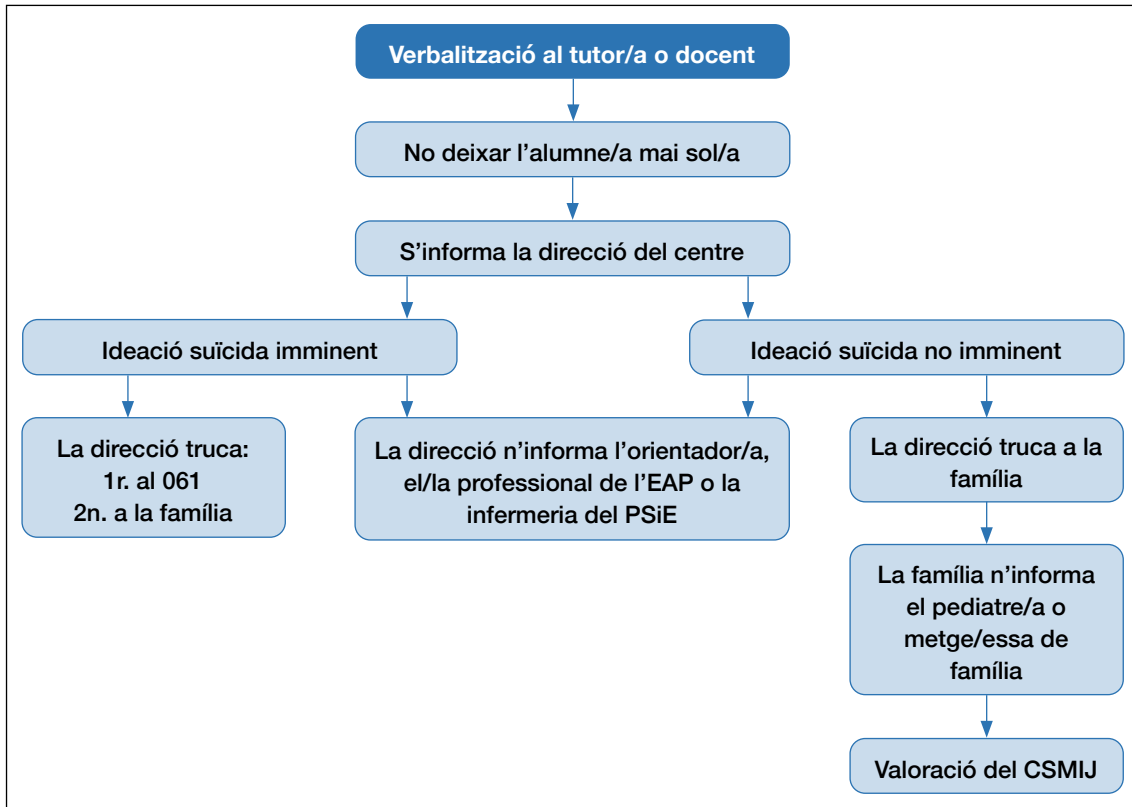 Verbalització al tutor/a o docent
No deixar l’alumne/a mai sol/a
S’informa la direcció del centre
Ideació suïcida imminent
Ideació suïcida no imminent
La direcció truca:
1r. al 061
2n. a la família
La direcció n’informa l’orientador/a,
el/la professional de l’EAP o la
infermeria del PSiE
La direcció truca a la
família
La família n’informa
el pediatre/a o
metge/essa de
família
Valoració del CSMIJ